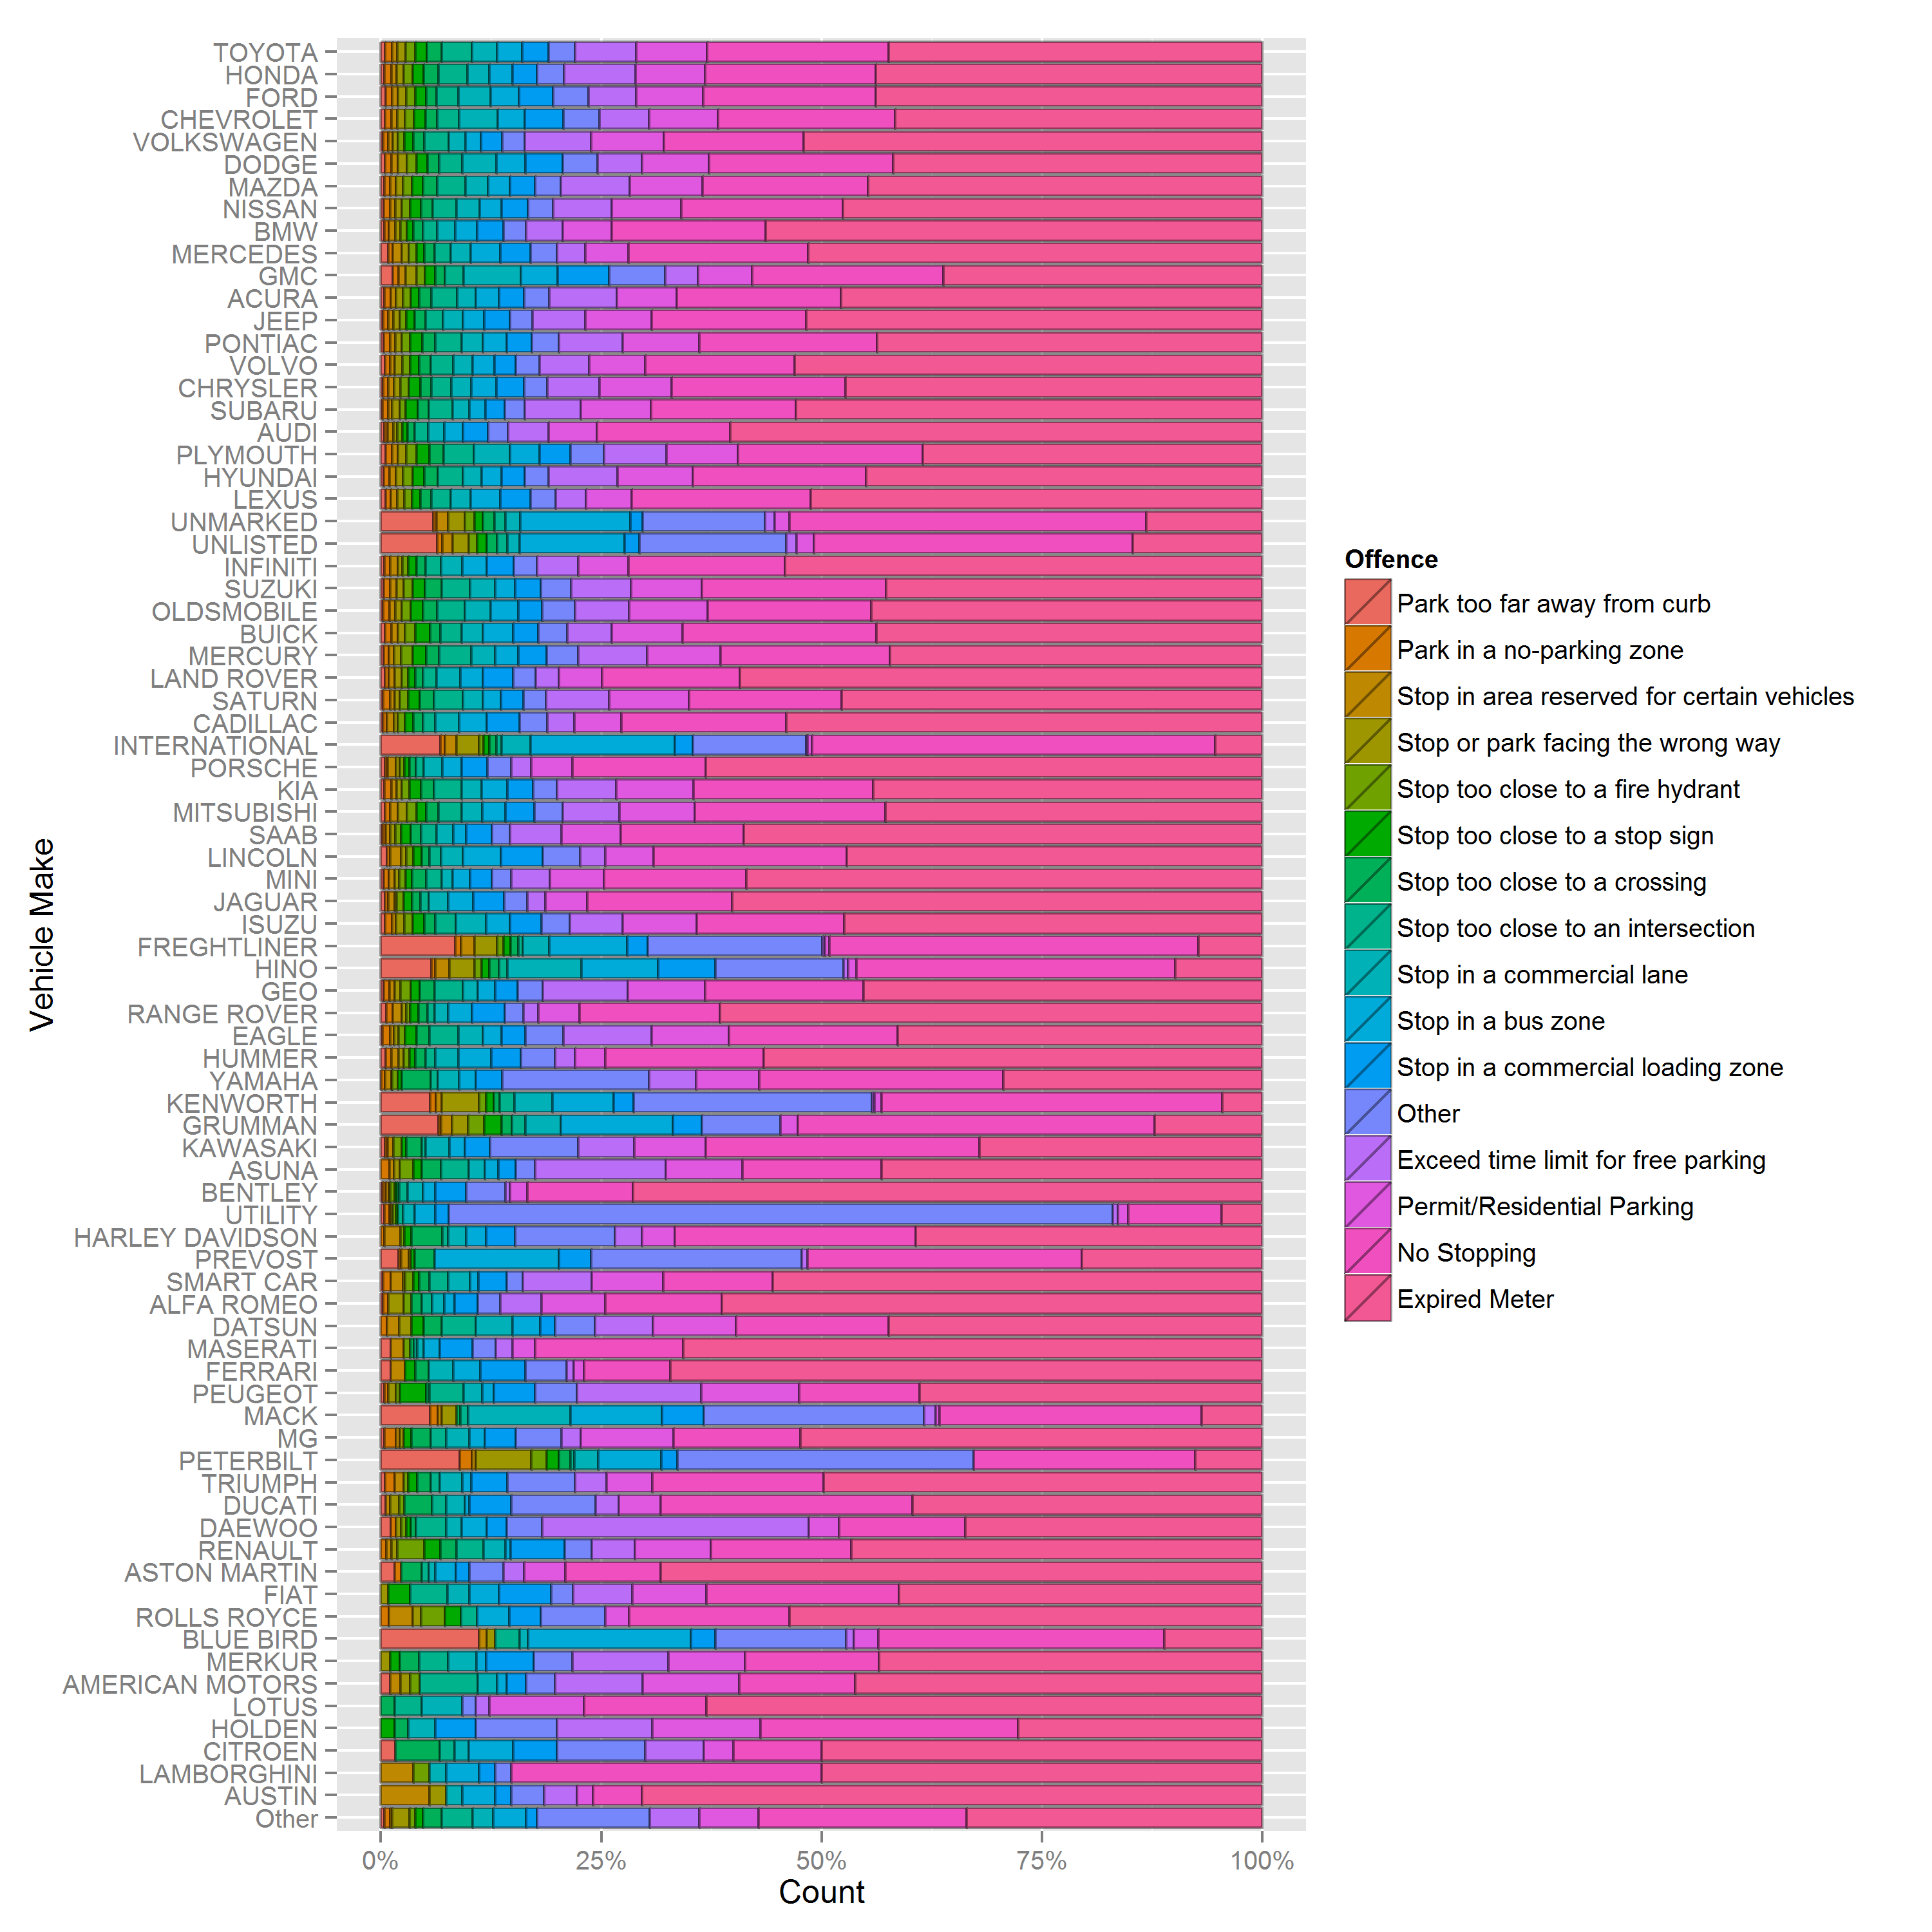 TOYOTA
HONDA
FORD
CHEVROLET
VOLKSWAGEN
DODGE
MAZDA
NISSAN
BMW
MERCEDES
GMC
ACURA
JEEP
PONTIAC
VOLVO
CHRYSLER
SUBARU
AUDI
PLYMOUTH
HYUNDAI
LEXUS
UNMARKED
UNLISTED
INFINITI
SUZUKI
OLDSMOBILE
BUICK
MERCURY
LAND ROVER
SATURN
CADILLAC
INTERNATIONAL
PORSCHE
KIA
MITSUBISHI
SAAB
LINCOLN
MINI
JAGUAR
ISUZU
FREGHTLINER
HINO
GEO
RANGE ROVER
EAGLE
HUMMER
YAMAHA
KENWORTH
GRUMMAN
KAWASAKI
ASUNA
BENTLEY
UTILITY
HARLEY DAVIDSON
PREVOST
SMART CAR
ALFA ROMEO
DATSUN
MASERATI
FERRARI
PEUGEOT
MACK
MG
PETERBILT
TRIUMPH
DUCATI
DAEWOO
RENAULT
ASTON MARTIN
FIAT
ROLLS ROYCE
BLUE BIRD
MERKUR
AMERICAN MOTORS
LOTUS
HOLDEN
CITROEN
LAMBORGHINI
AUSTIN
Other
Vehicle Make
0% 25% 50% 75% 100%
Count
Offence
Park too far away from curb
Park in a no-parking zone
Stop in area reserved for certain vehicles
Stop or park facing the wrong way
Stop too close to a fire hydrant
Stop too close to a stop sign
Stop too close to a crossing
Stop too close to an intersection
Stop in a commercial lane
Stop in a bus zone
Stop in a commercial loading zone
Other
Exceed time limit for free parking
Permit/Residential Parking
No Stopping
Expired Meter